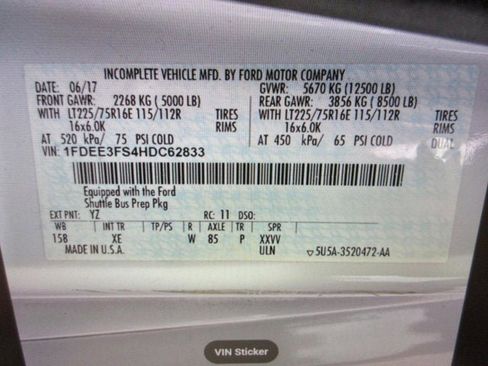 INCOMPLETE VEHICLE MFD. BY FORD MOTOR COMPANY
DATE: 06/17 GVWR: 5670 KG (12500 LB)
FRONT GAWR: 2268 KG ( 5000 LB) REAR GAWR: 3856 KG ( 8500 LB)
WITH LT225/75R16E 115/112R TIRES WITH LT225/75R16E 115/112R TIRES
16x6.0K RIMS 16x6.0K RIMS
AT 520 kPa/ 75 PSI COLD AT 450 kPa/ 65 PSI COLD
VIN: 1FDEE3FS4HDC62833
Equipped with the Ford
Shuttle Bus Prep Pkg
EXT PNT: YZ RC: 11 DSO:
WB INT TR TP/PS R AXLE TR SPR
158 XE W 85 P XXVV
MADE IN U.S.A. ULN 5U5A-3520472-AA
VIN Sticker